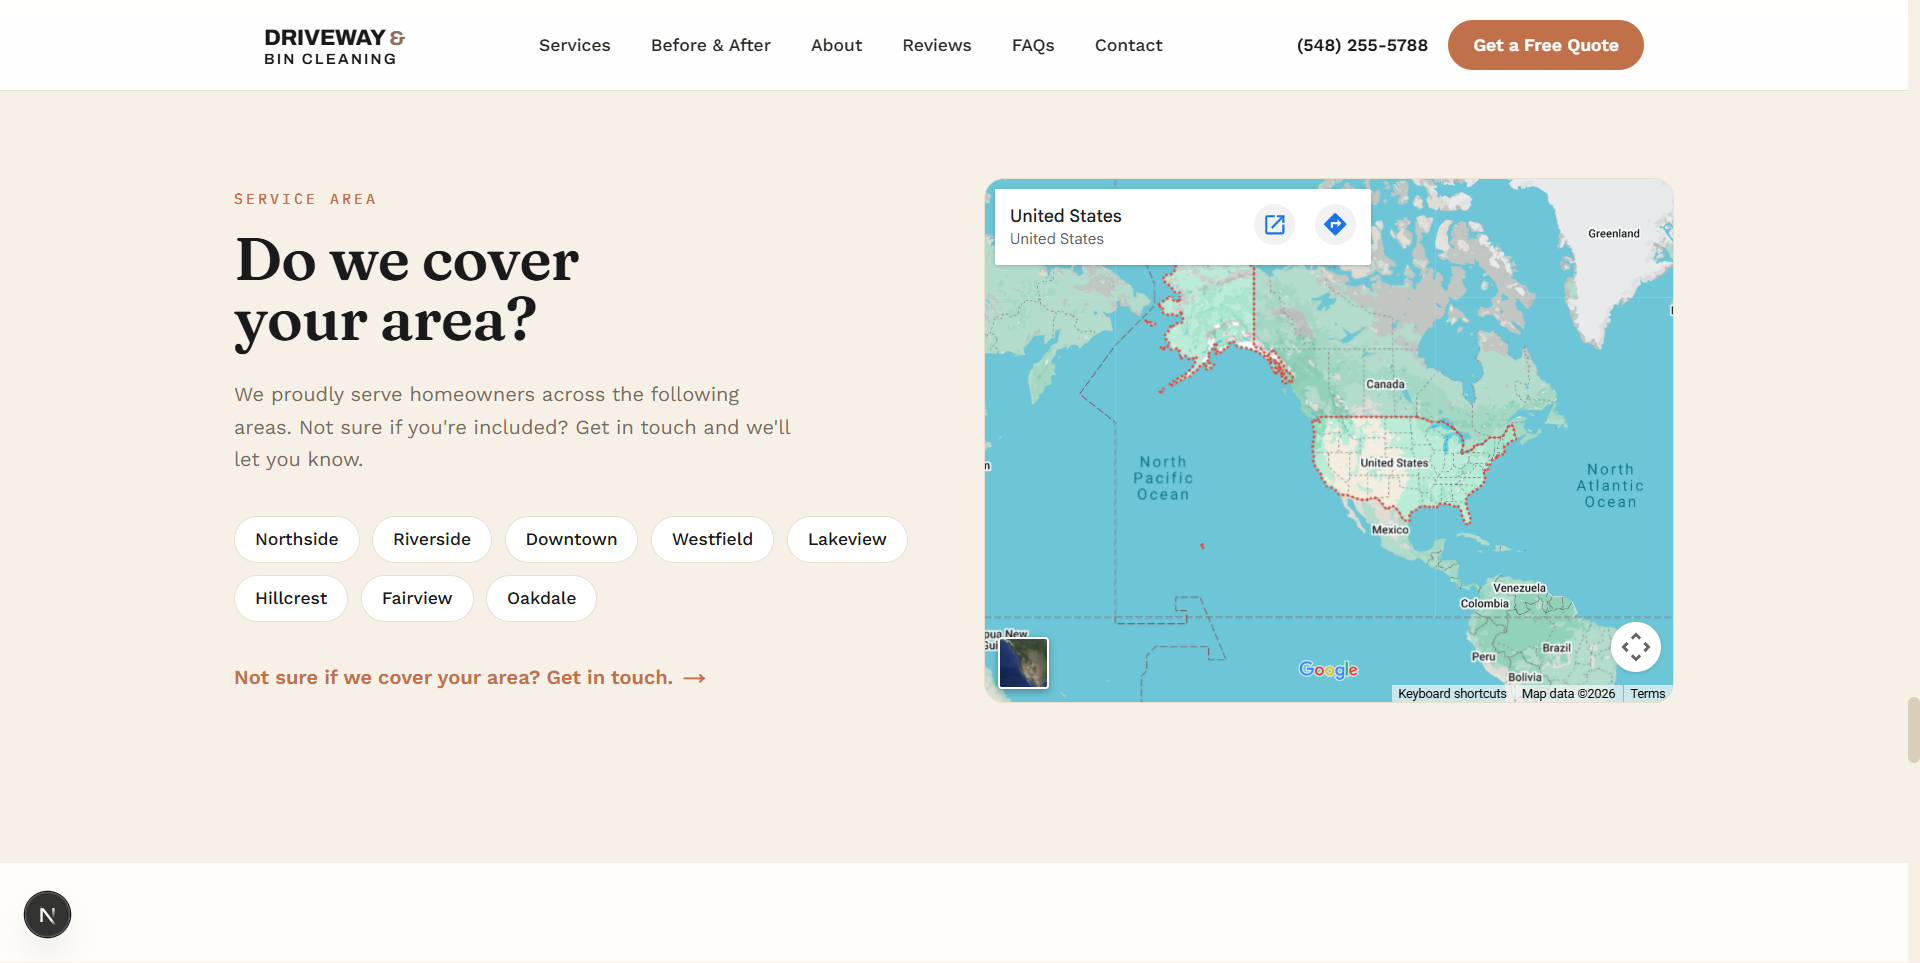 DRIVEWAY &
BIN CLEANING
Services
Before & After
About
Reviews
FAQs
Contact
(548) 255-5788
Get a Free Quote
SERVICE AREA
Do we cover
your area?
We proudly serve homeowners across the following
areas. Not sure if you're included? Get in touch and we'll
let you know.
Northside
Riverside
Downtown
Westfield
Lakeview
Hillcrest
Fairview
Oakdale
Not sure if we cover your area? Get in touch. →
United States
United States
Greenland
Canada
United States
North
Pacific
Ocean
North
Atlantic
Ocean
Mexico
Venezuela
Colombia
Brazil
Peru
Bolivia
Google
Keyboard shortcuts
Map data ©2026
Terms
N